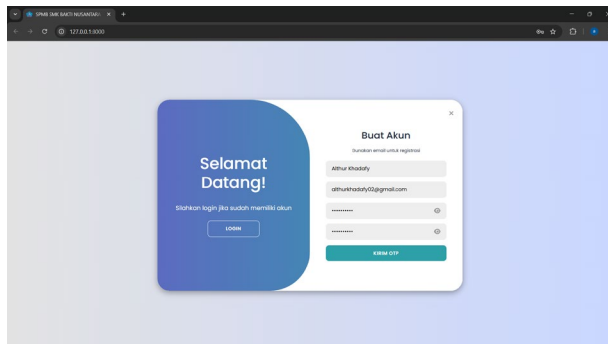 SPMB SMK BAKTI NUSANTARA
127.0.0.1:8000
Selamat
Datang!
Silahkan login jika sudah memiliki akun
LOGIN
Buat Akun
Gunakan email untuk registrasi
Althur Khadafy
althurkhadafy02@gmail.com
KIRIM OTP